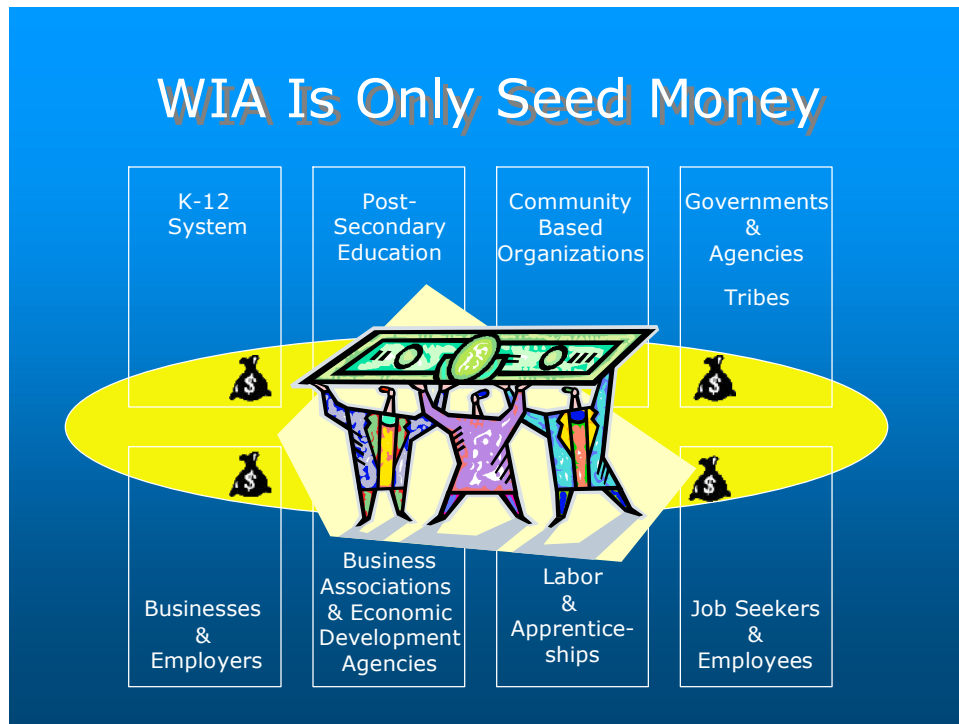 WIA Is Only Seed Money
K-12
System
Post-
Secondary
Education
Community
Based
Organizations
Governments
&
Agencies
Tribes
$
$
$
$
Businesses
&
Employers
Business
Associations
& Economic
Development
Agencies
Labor
&
Apprentice-
ships
Job Seekers
&
Employees